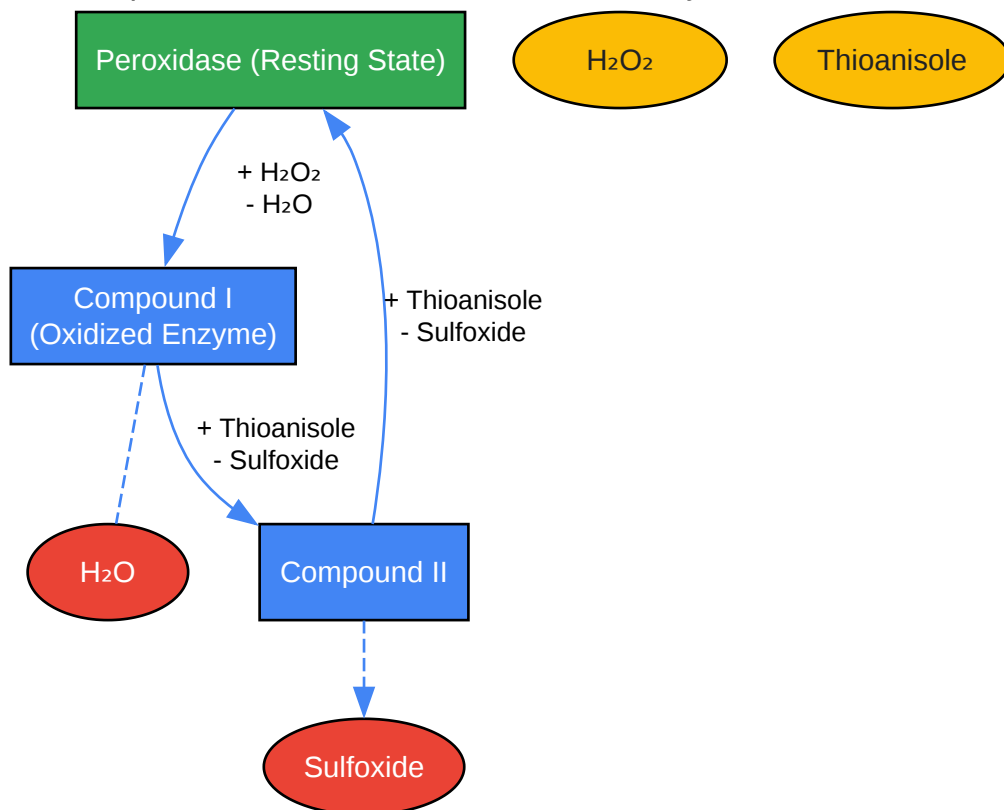 Peroxidase (Resting State)
H₂O₂
Thioanisole
+ H₂O₂
- H₂O
Compound I
(Oxidized Enzyme)
+ Thioanisole
- Sulfoxide
+ Thioanisole
- Sulfoxide
H₂O
Compound II
Sulfoxide